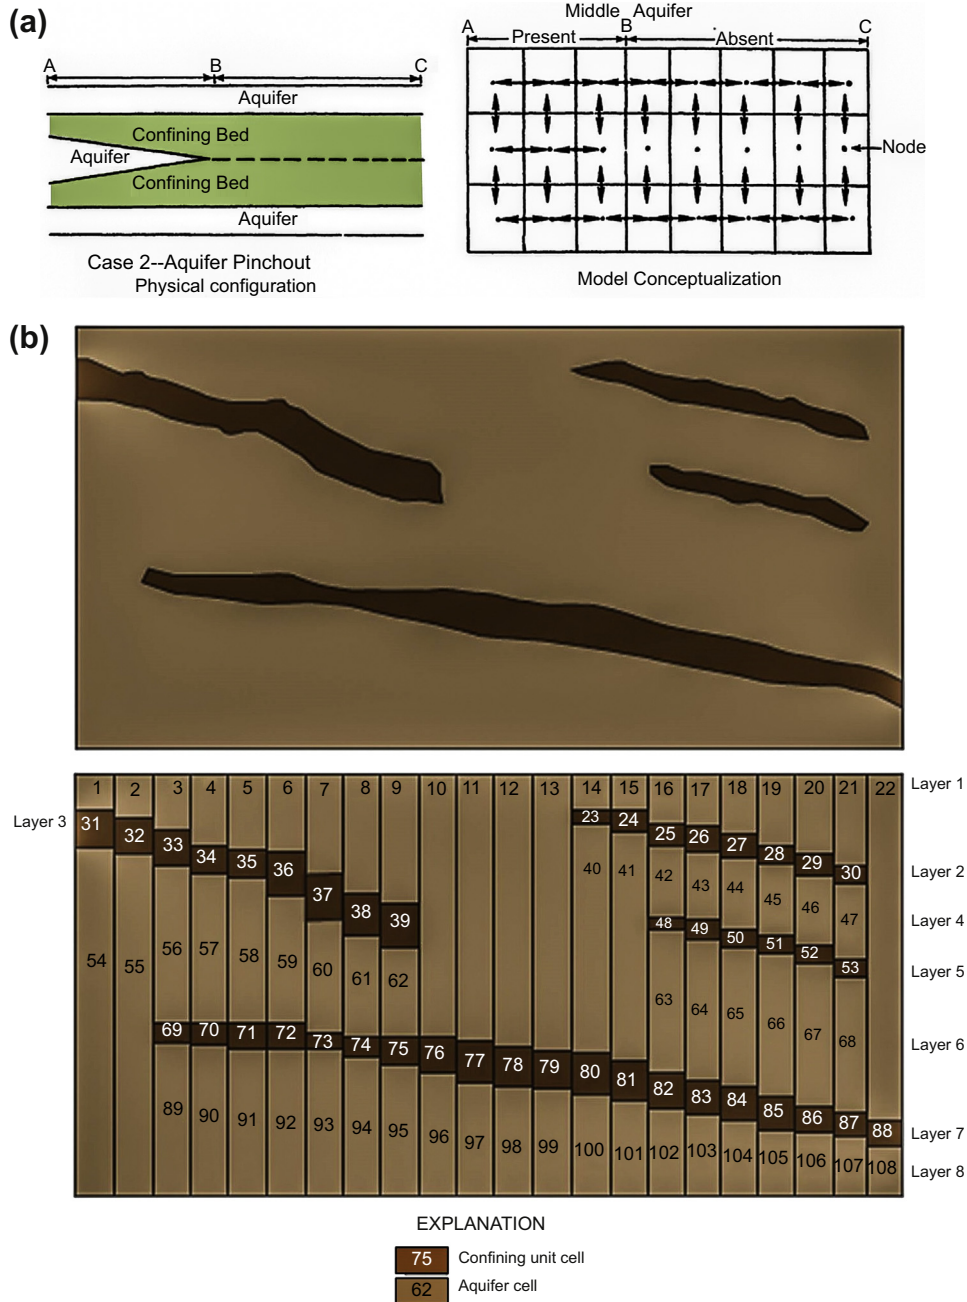 (a)
Middle Aquifer
A B C
Present Absent
A B C
Aquifer
Confining Bed
Aquifer
Confining Bed
Aquifer
Node
Case 2--Aquifer Pinchout
Physical configuration
Model Conceptualization
(b)
1 2 3 4 5 6 7 8 9 10 11 12 13 14 15 16 17 18 19 20 21 22 Layer 1
Layer 3 31 32 33 34 35 36 37 38 39
23 24 25 26 27 28 29 30 Layer 2
40 41 42 43 44 45 46 47 Layer 4
48 49 50 51 52 53 Layer 5
54 55 56 57 58 59 60 61 62 63 64 65 66 67 68 Layer 6
69 70 71 72 73 74 75 76 77 78 79 80 81 82 83 84 85 86 87 88 Layer 7
89 90 91 92 93 94 95 96 97 98 99 100 101 102 103 104 105 106 107 108 Layer 8
EXPLANATION
75 Confining unit cell
62 Aquifer cell